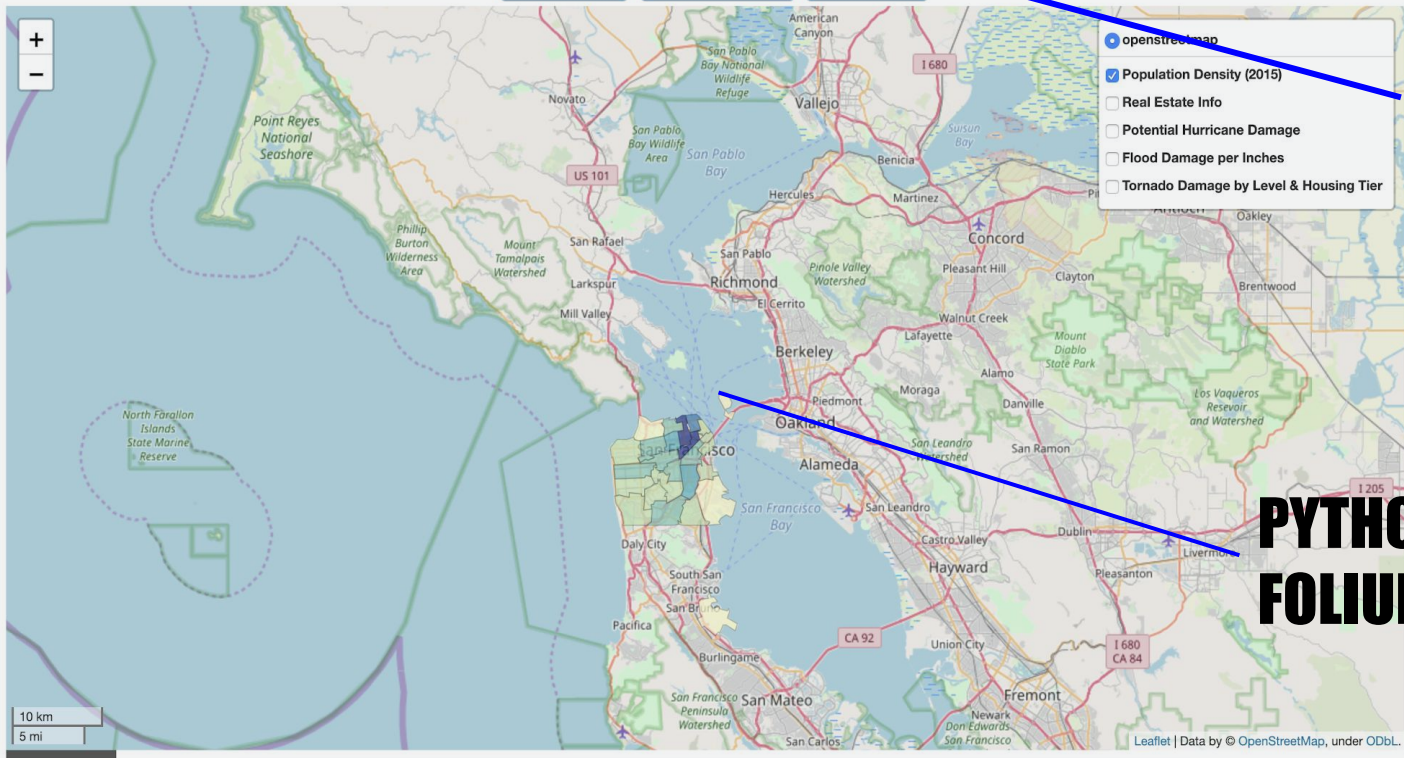 American
Canyon
openstreetmap
+
−
San Pablo
Bay National
Wildlife
Refuge
I 680
Population Density (2015)
Novato
Vallejo
Real Estate Info
Point Reyes
National
Seashore
San Pablo
Bay Wildlife
Area
San Pablo
Bay
Suisun
Bay
Potential Hurricane Damage
Benicia
Flood Damage per Inches
US 101
Hercules
Martinez
Tornado Damage by Level & Housing Tier
Antioch
Oakley
Phillip
Burton
Wilderness
Area
Mount
Tamalpais
Watershed
San Rafael
Concord
San Pablo
Pinole Valley
Watershed
Pleasant Hill
Clayton
Larkspur
Richmond
Brentwood
El Cerrito
Mill Valley
Walnut Creek
Lafayette
Berkeley
Mount
Diablo
State Park
Alamo
Moraga
Danville
Los Vaqueros
Resevoir
and Watershed
Piedmont
North Farallon
Islands
State Marine
Reserve
Oakland
San Francisco
San Leandro
Watershed
San Ramon
Alameda
I 205
San Francisco
Bay
San Leandro
PYTHO
FOLIU
Daly City
Castro Valley
Dublin
Livermore
Hayward
Pleasanton
South San
Francisco
San Bruno
Pacifica
CA 92
Union City
I 680
CA 84
Burlingame
San Francisco
Peninsula
Watershed
San Mateo
Fremont
10 km
5 mi
Newark
Don Edwards
San Francisco
San Carlos
Leaflet | Data by © OpenStreetMap, under ODbL.